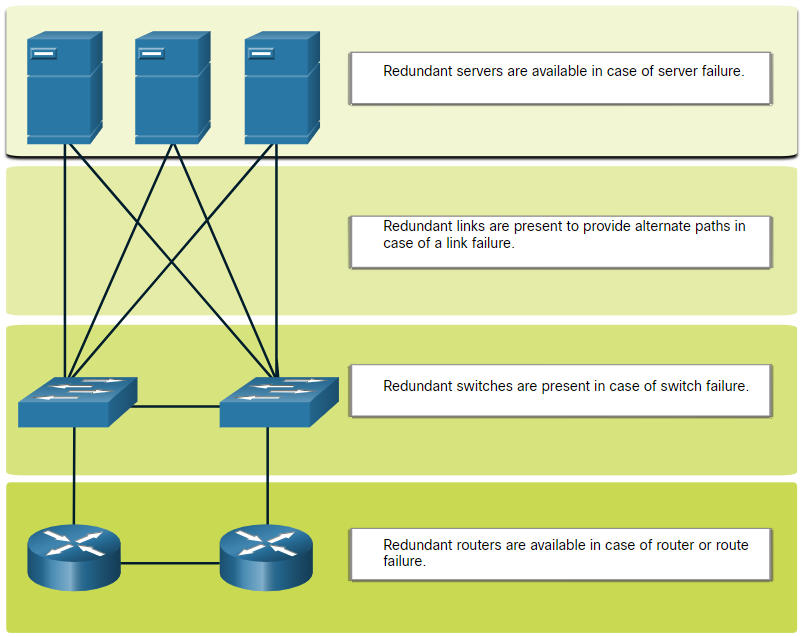 Redundant servers are available in case of server failure.
Redundant links are present to provide alternate paths in
case of a link failure.
Redundant switches are present in case of switch failure.
Redundant routers are available in case of router or route
failure.